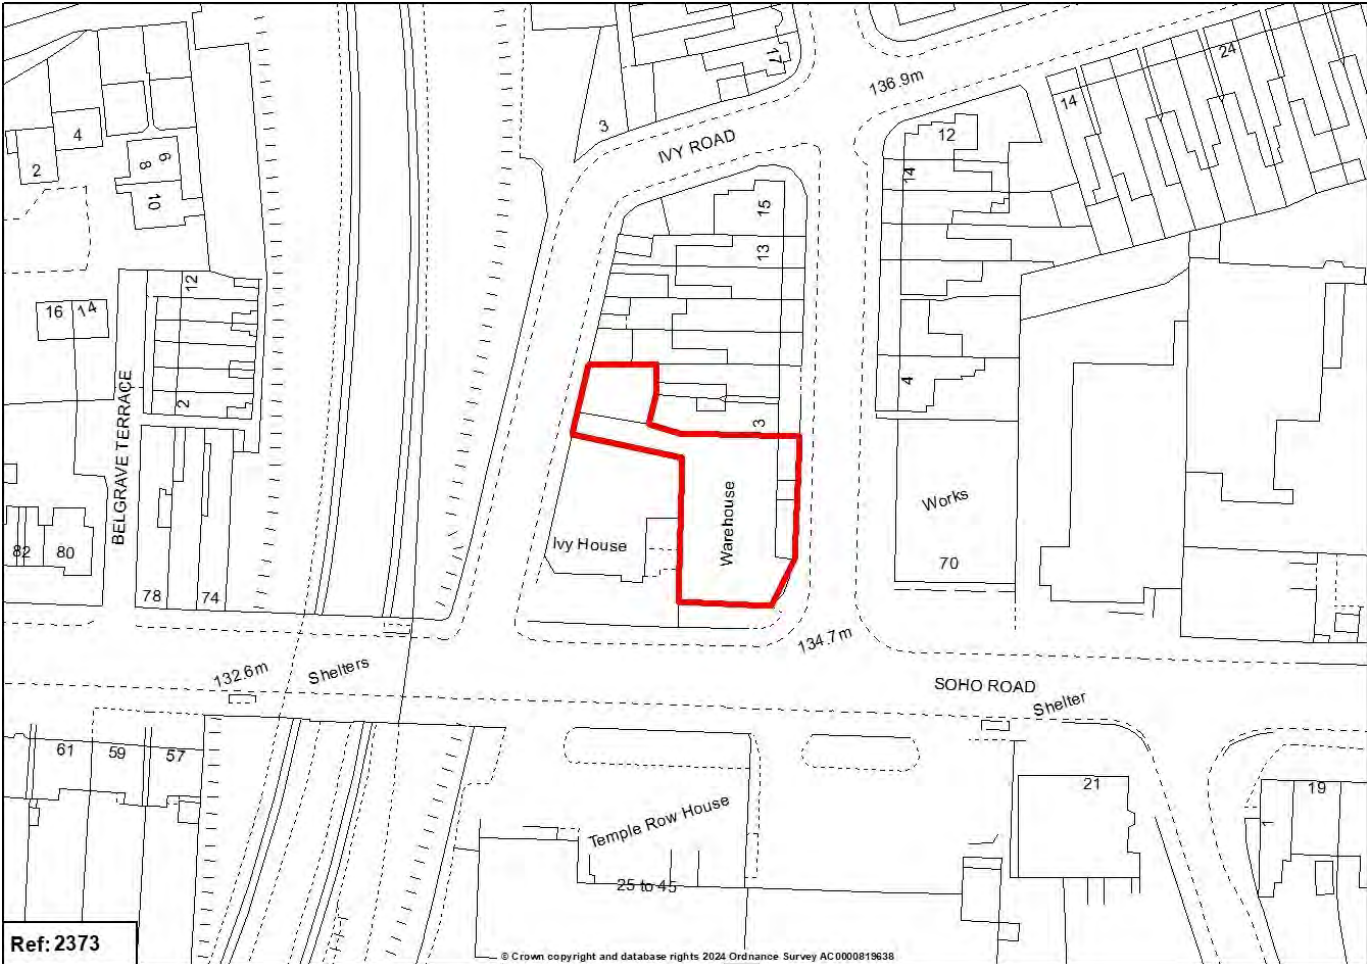 17
24
136.9m
14
3
12
4
IVY ROAD
2
6
8
14
10
15
13
12
16
14
4
BELGRAVE TERRACE
2
3
Warehouse
Works
Ivy House
82
80
70
78
74
134.7m
132.6m
Shelters
SOHO ROAD
Shelter
61
59
57
21
19
Temple Row House
1
25 to 45
Ref: 2373
© Crown copyright and database rights 2024 Ordnance Survey AC0000819638